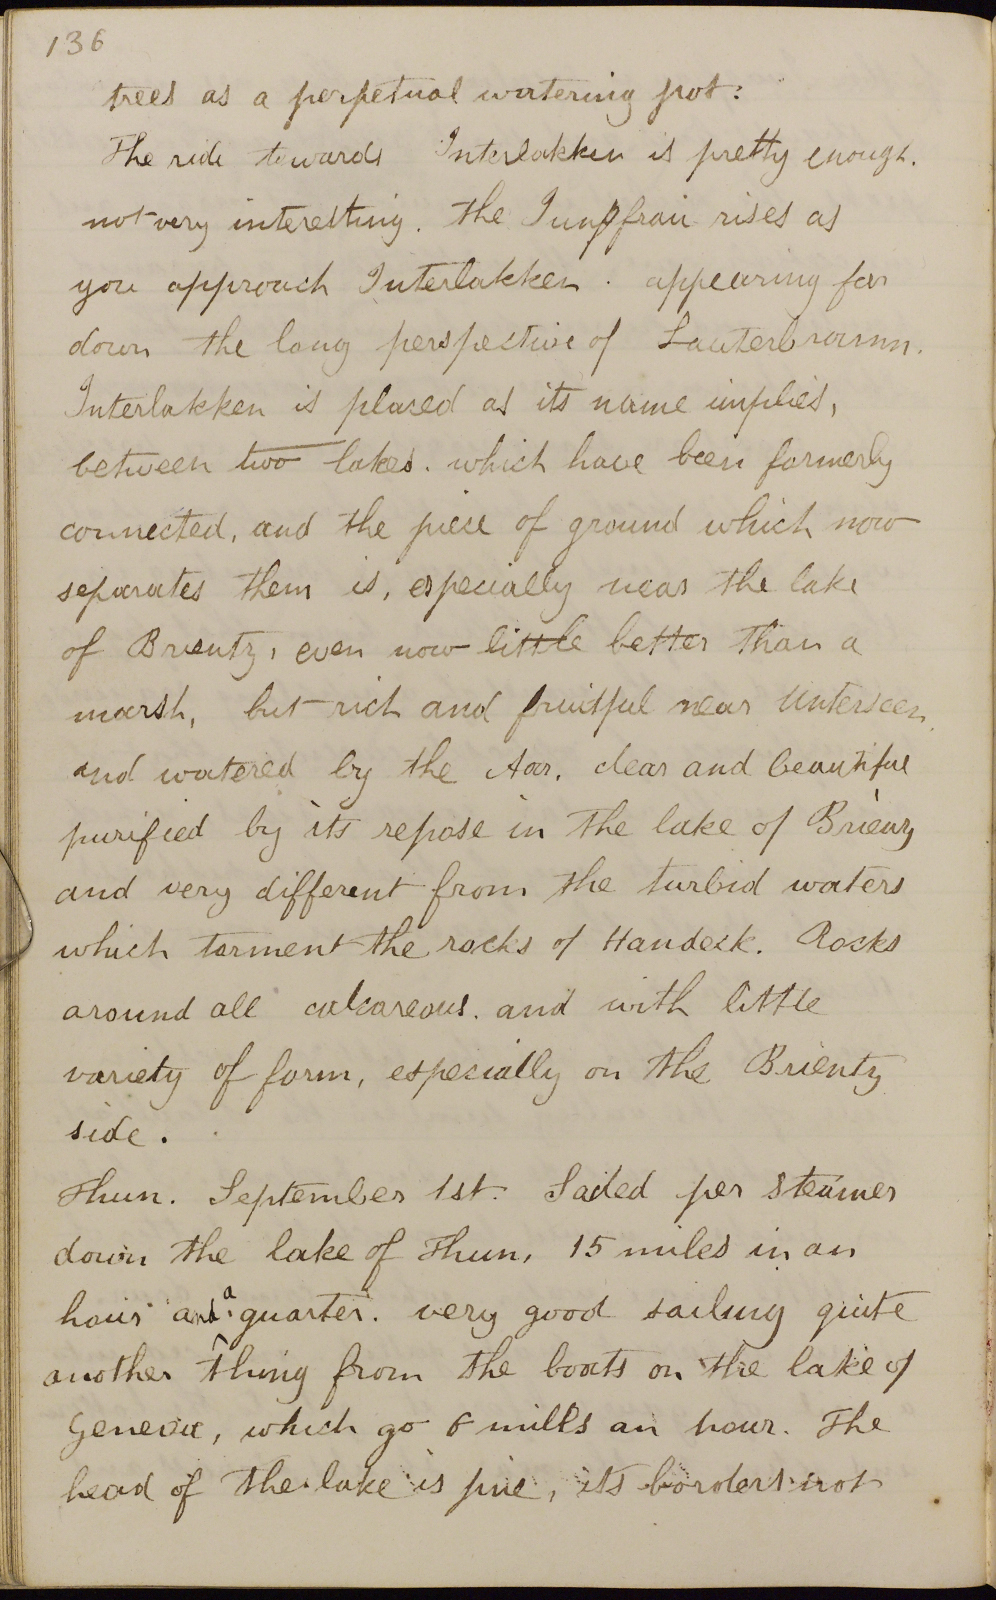 136
trees as a perpetual watering pot:
The ride towards Interlakken is pretty enough.
not very interesting. The Jungfrau rises as
you approach Interlakken. appearing far
down the long perspective of Lauterbrunn.
Interlakken is placed as its name implies,
between two lakes. which have been formerly
connected, and the piece of ground which now
separates them is, especially near the lake
of Brientz, even now little better than a
marsh, but rich and fruitful near Unterseen,
and watered by the Aar. clear and beautiful
purified by its repose in the lake of Brienz
and very different from the turbid waters
which torment the rocks of Handeck. Rocks
around all calcareous. and with little
variety of form, especially on the Brientz
side.
Thun. September 1st. Sailed per steamer
down the lake of Thun, 15 miles in an
hour and a quarter. very good sailing quite
another thing from the boats on the lake of
Geneva, which go 6 miles an hour. The
head of the lake is fine, its borders not